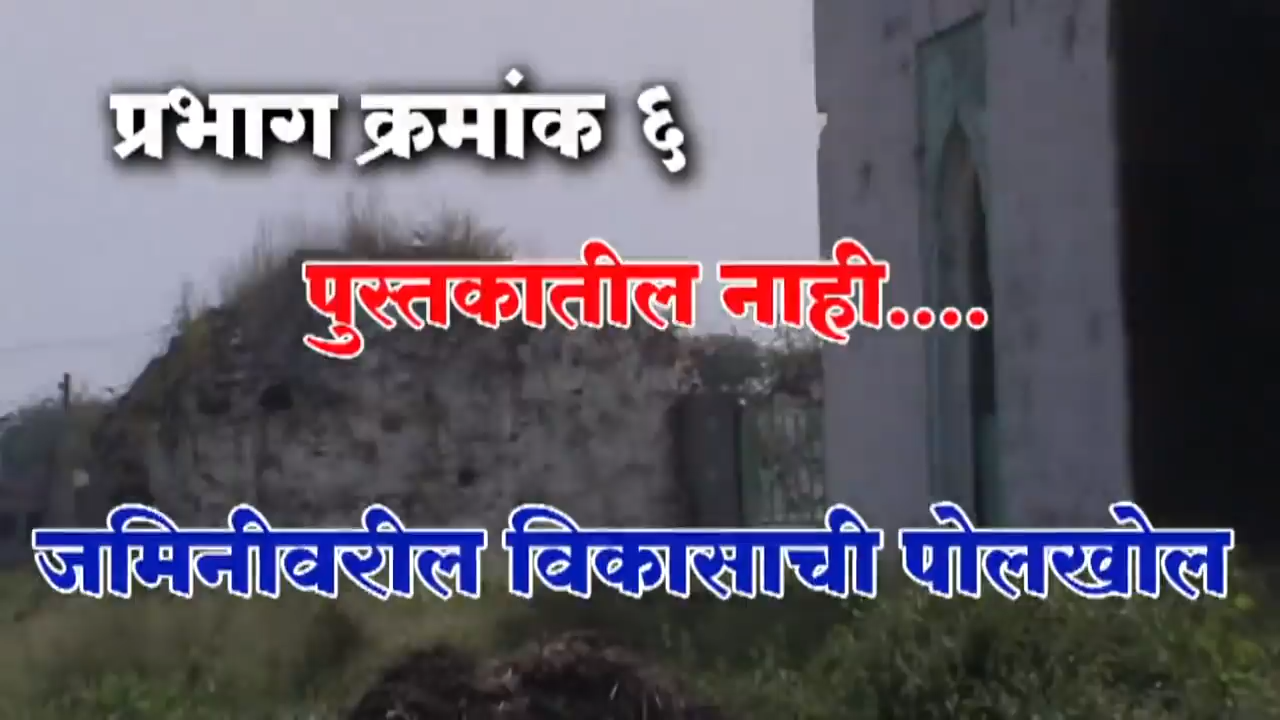 प्रभाग क्रमांक ६
पुस्तकातील नाही....
जमिनीवरील विकासाची पोलखोल